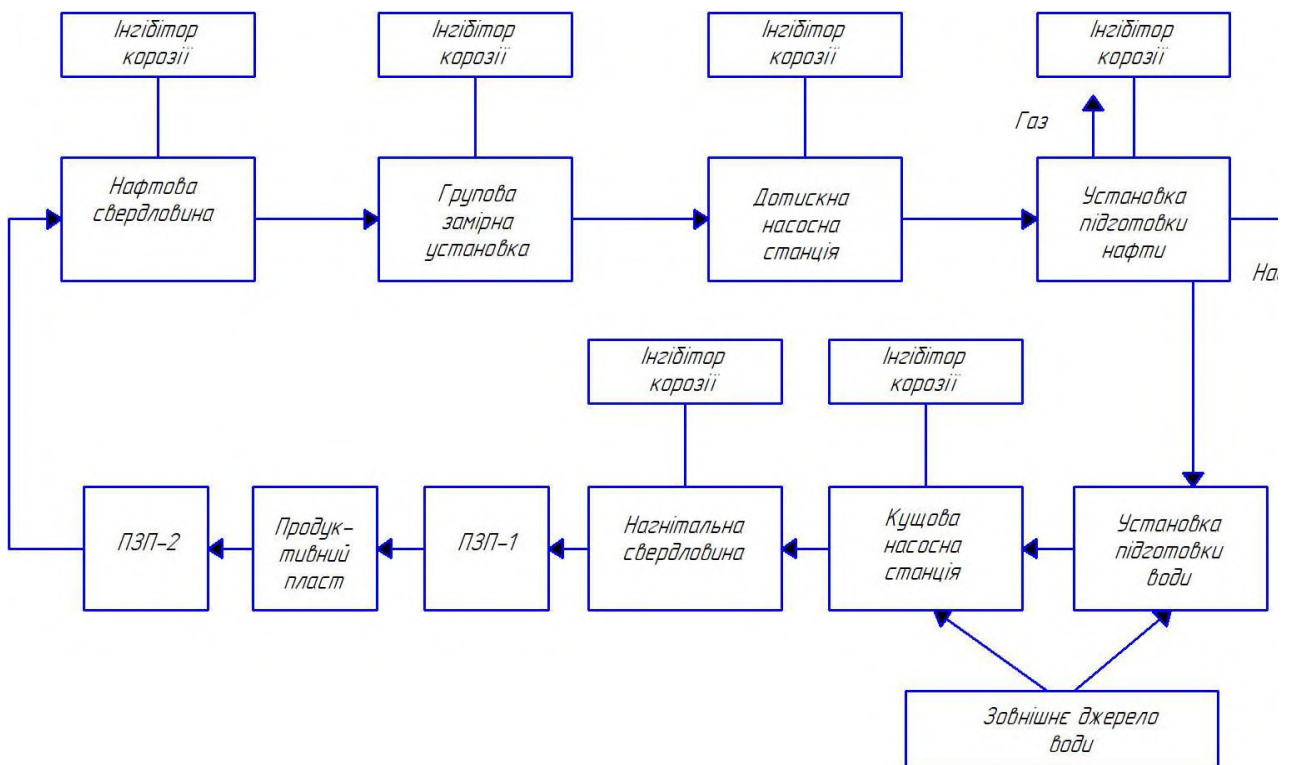 Інгібітор
корозії
Інгібітор
корозії
Інгібітор
корозії
Інгібітор
корозії
Газ
Нафтова
свердловина
Групова
замірна
установка
Дотискна
насосна
станція
Установка
підготовки
нафти
Інгібітор
корозії
Інгібітор
корозії
ПЗП-2
Продук-
тивний
пласт
ПЗП-1
Нагнітальна
свердловина
Кущова
насосна
станція
Установка
підготовки
води
Зовнішнє джерело
води